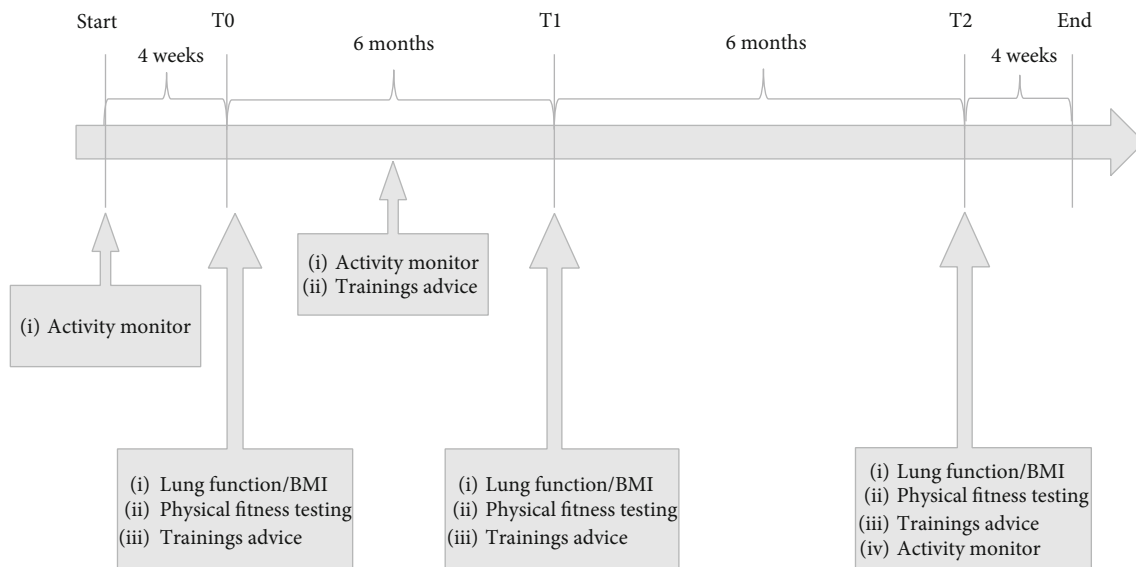 Start
T0
T1
T2
End
4 weeks
6 months
6 months
4 weeks
(i) Activity monitor
(i) Activity monitor
(ii) Trainings advice
(i) Lung function/BMI
(ii) Physical fitness testing
(iii) Trainings advice
(i) Lung function/BMI
(ii) Physical fitness testing
(iii) Trainings advice
(i) Lung function/BMI
(ii) Physical fitness testing
(iii) Trainings advice
(iv) Activity monitor